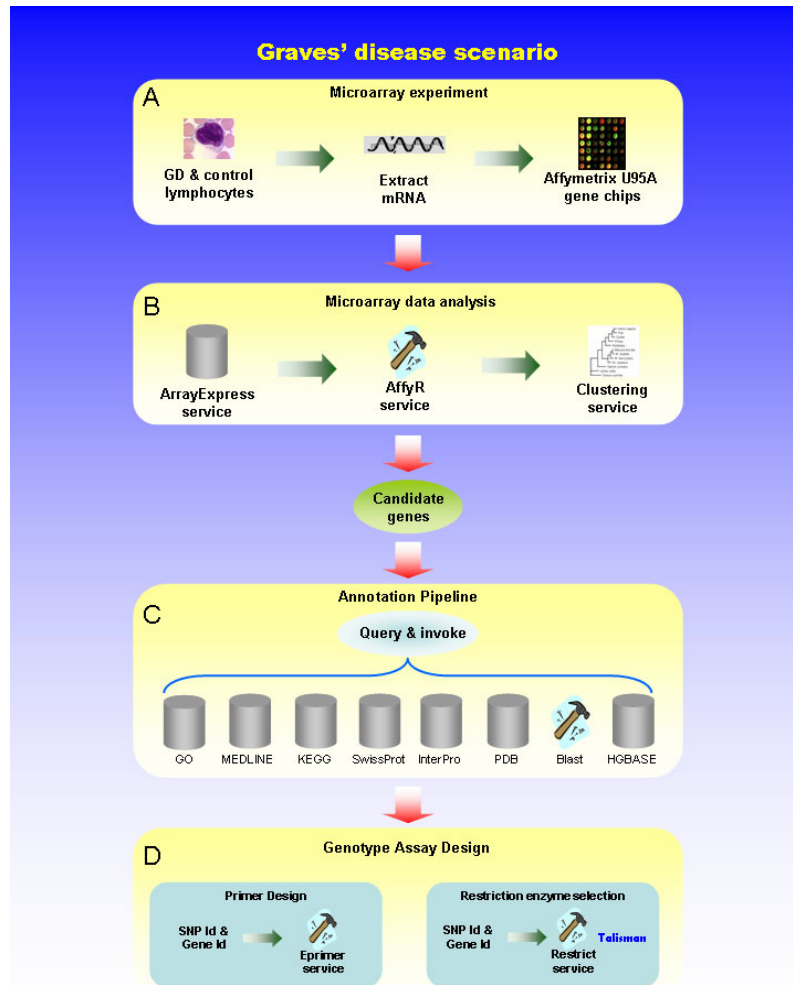 Graves' disease scenario
A
Microarray experiment
GD & control
lymphocytes
Extract
mRNA
Affymetrix U95A
gene chips
B
Microarray data analysis
ArrayExpress
service
AffyR
service
Clustering
service
Candidate
genes
C
Annotation Pipeline
Query & invoke
GO
MEDLINE
KEGG
SwissProt
InterPro
PDB
Blast
HGBASE
D
Genotype Assay Design
Primer Design
SNP Id &
Gene Id
Eprimer
service
Restriction enzyme selection
SNP Id &
Gene Id
Restrict
service
Talisman